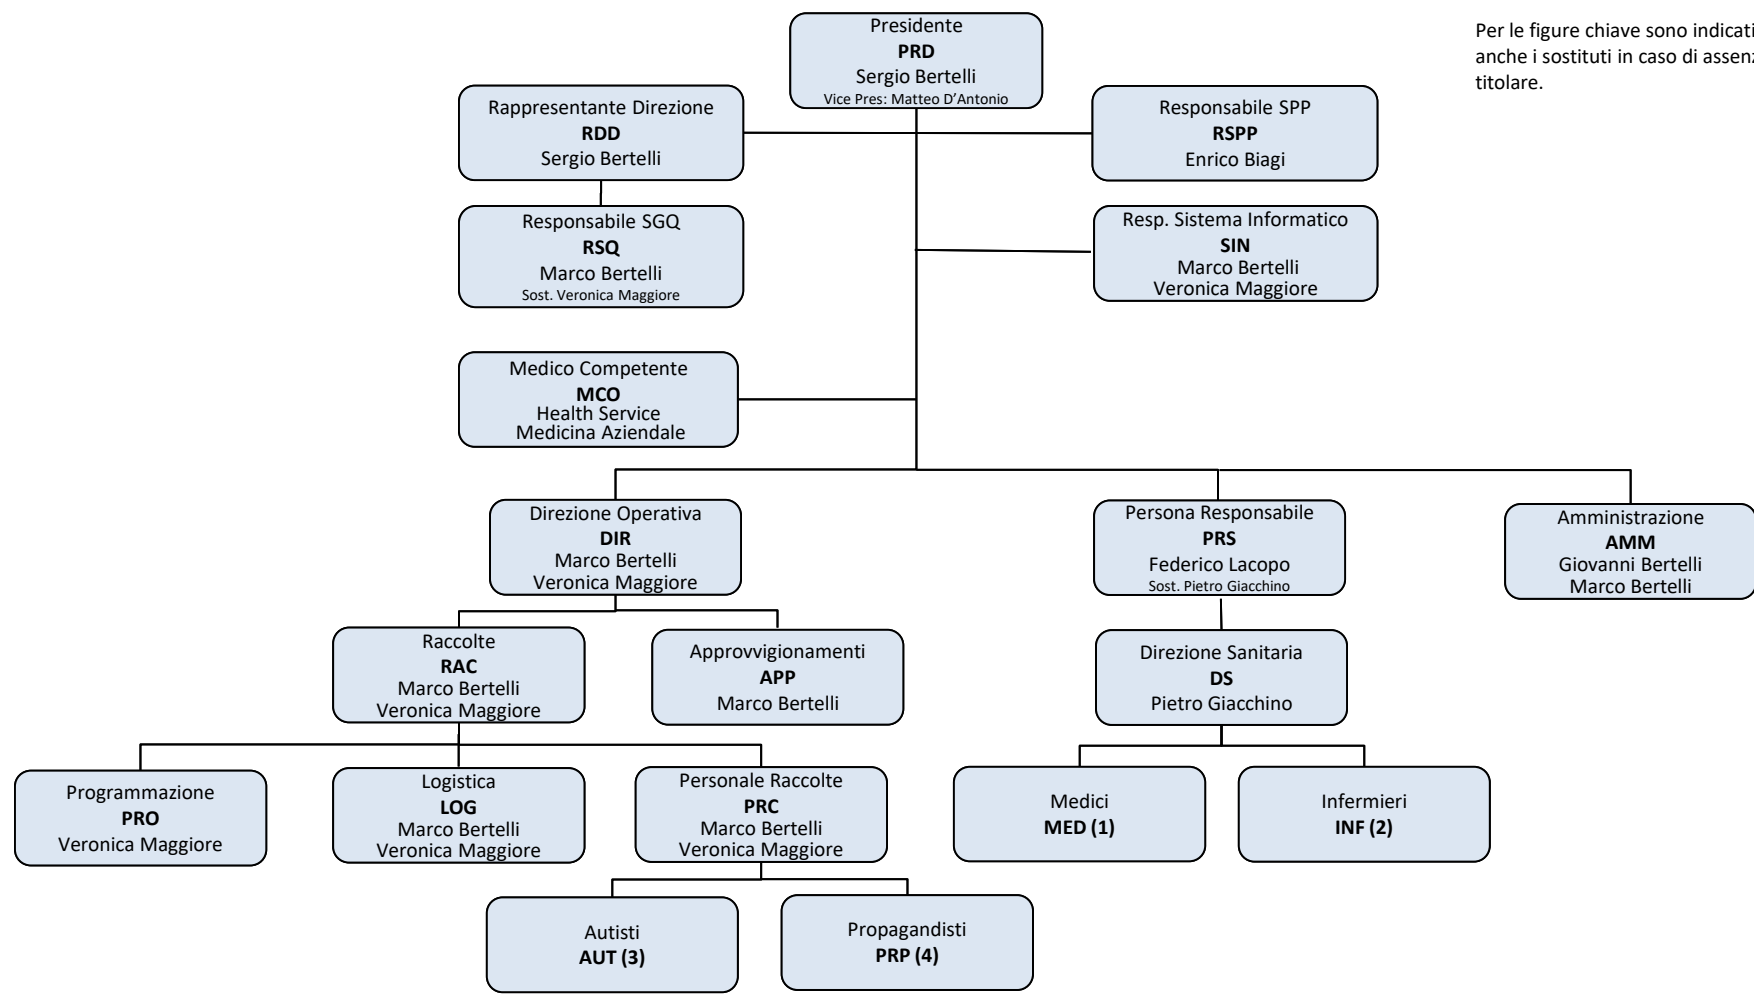 Presidente
PRD
Sergio Bertelli
Vice Pres: Matteo D’Antonio
Per le figure chiave sono indicati
anche i sostituti in caso di
titolare.
Rappresentante Direzione
RDD
Sergio Bertelli
Responsabile SPP
RSPP
Enrico Biagi
Responsabile SGQ
RSQ
Marco Bertelli
Sost. Veronica Maggiore
Resp. Sistema Informatico
SIN
Marco Bertelli
Veronica Maggiore
Medico Competente
MCO
Health Service
Medicina Aziendale
Direzione Operativa
DIR
Marco Bertelli
Veronica Maggiore
Persona Responsabile
PRS
Federico Lacopo
Sost. Pietro Giacchino
Amministrazione
AMM
Giovanni Bertelli
Marco Bertelli
Raccolte
RAC
Marco Bertelli
Veronica Maggiore
Approvvigionamenti
APP
Marco Bertelli
Direzione Sanitaria
DS
Pietro Giacchino
Programmazione
PRO
Veronica Maggiore
Logistica
LOG
Marco Bertelli
Veronica Maggiore
Personale Raccolte
PRC
Marco Bertelli
Veronica Maggiore
Medici
MED (1)
Infermieri
INF (2)
Autisti
AUT (3)
Propagandisti
PRP (4)